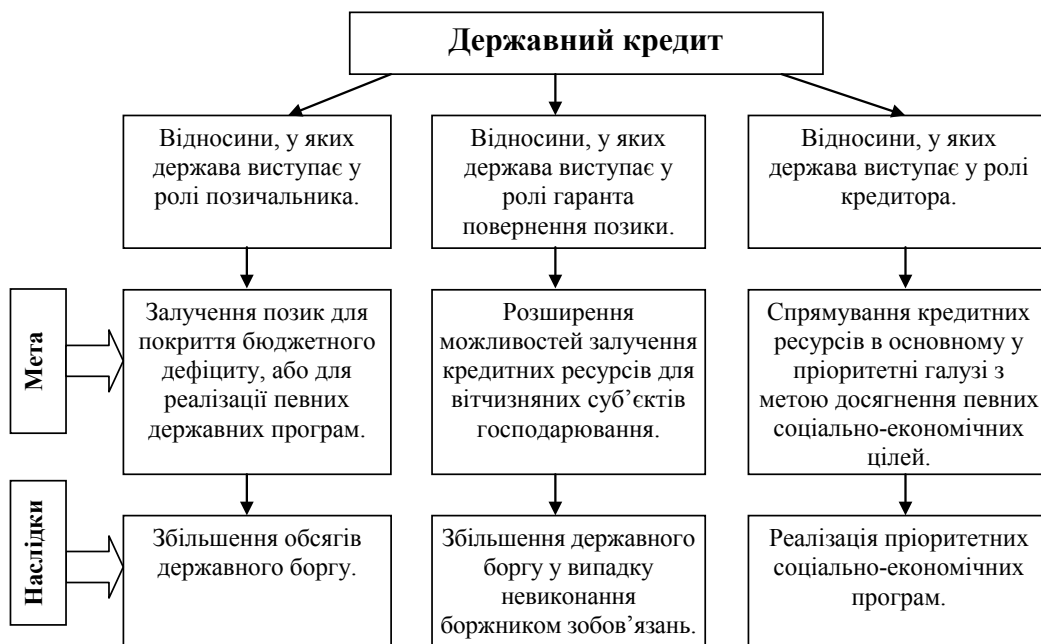 Державний кредит
Відносини, у яких
держава виступає у
ролі позичальника.
Відносини, у яких
держава виступає у
ролі гаранта
повернення позики.
Відносини, у яких
держава виступає у ролі
кредитора.
Мета
Залучення позик для
покриття бюджетного
дефіциту, або для
реалізації певних
державних програм.
Розширення
можливостей залучення
кредитних ресурсів для
вітчизняних суб’єктів
господарювання.
Спрямування кредитних
ресурсів в основному у
пріоритетні галузі з
метою досягнення певних
соціально-економічних
цілей.
Наслідки
Збільшення обсягів
державного боргу.
Збільшення державного
боргу у випадку
невиконання
боржником зобов’язань.
Реалізація пріоритетних
соціально-економічних
програм.